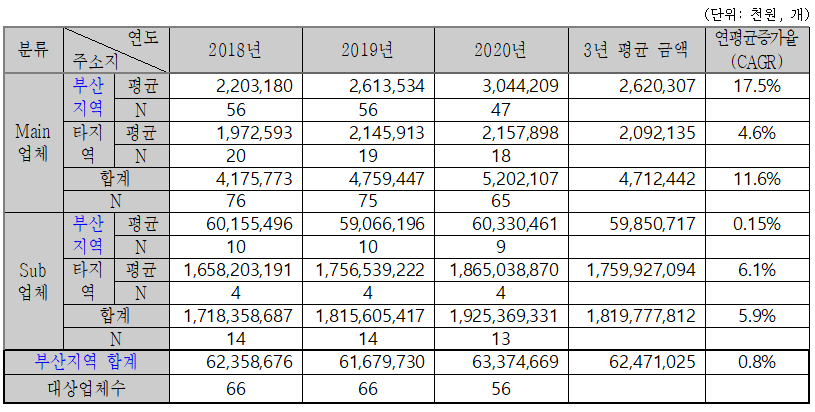 (단위: 천원, 개)
분류 연도 주소지 2018년 2019년 2020년 3년 평균 금액 연평균증가율 (CAGR)
Main 업체 부산 지역 평균 2,203,180 2,613,534 3,044,209 2,620,307 17.5%
N 56 56 47
타지 역 평균 1,972,593 2,145,913 2,157,898 2,092,135 4.6%
N 20 19 18
합계 4,175,773 4,759,447 5,202,107 4,712,442 11.6%
N 76 75 65
Sub 업체 부산 지역 평균 60,155,496 59,066,196 60,330,461 59,850,717 0.15%
N 10 10 9
타지 역 평균 1,658,203,191 1,756,539,222 1,865,038,870 1,759,927,094 6.1%
N 4 4 4
합계 1,718,358,687 1,815,605,417 1,925,369,331 1,819,777,812 5.9%
N 14 14 13
부산지역 합계 62,358,676 61,679,730 63,374,669 62,471,025 0.8%
대상업체수 66 66 56